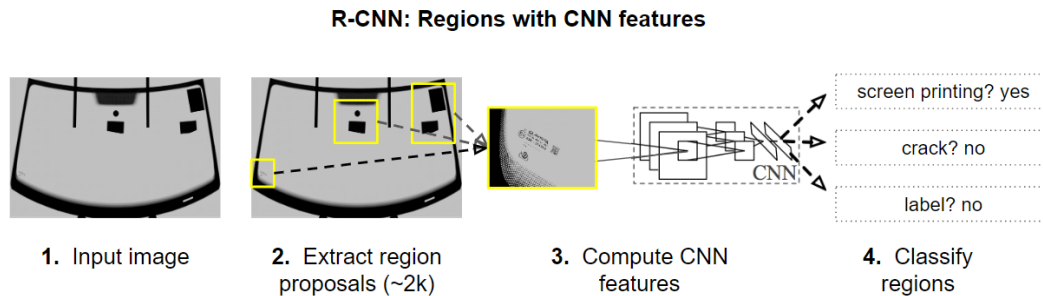 R-CNN: Regions with CNN features
screen printing? yes
crack? no
label? no
CNN
1. Input image
2. Extract region
proposals (~2k)
3. Compute CNN
features
4. Classify
regions